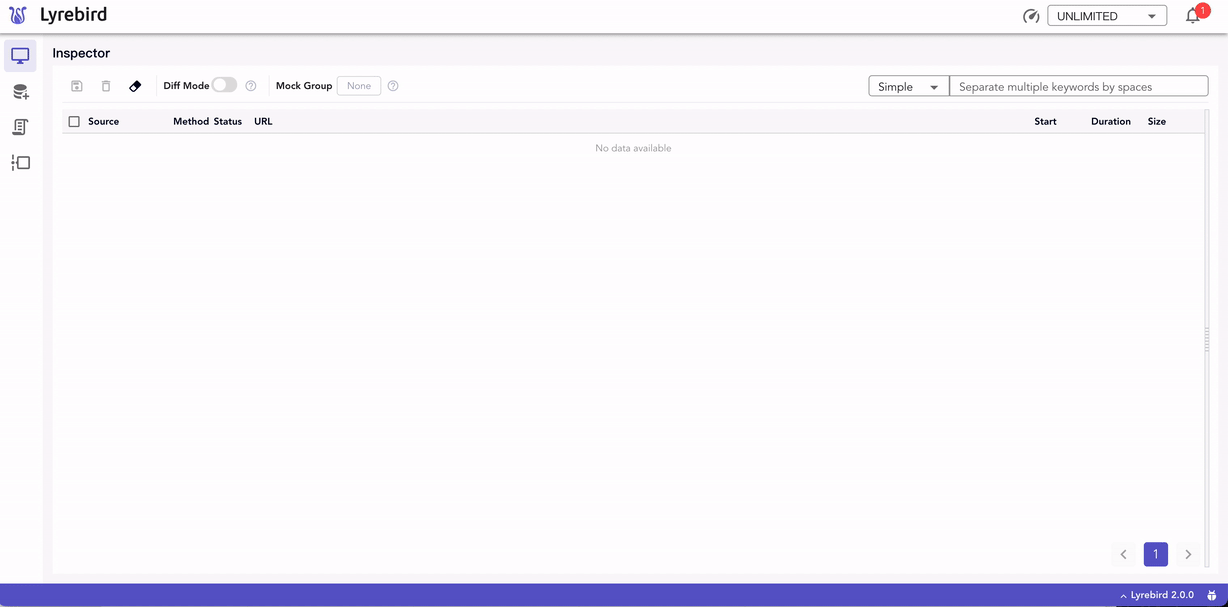 Lyrebird
UNLIMITED
1
Inspector
Diff Mode
Mock Group
None
Simple
Separate multiple keywords by spaces
Source Method Status URL Start Duration Size
No data available
1
Lyrebird 2.0.0